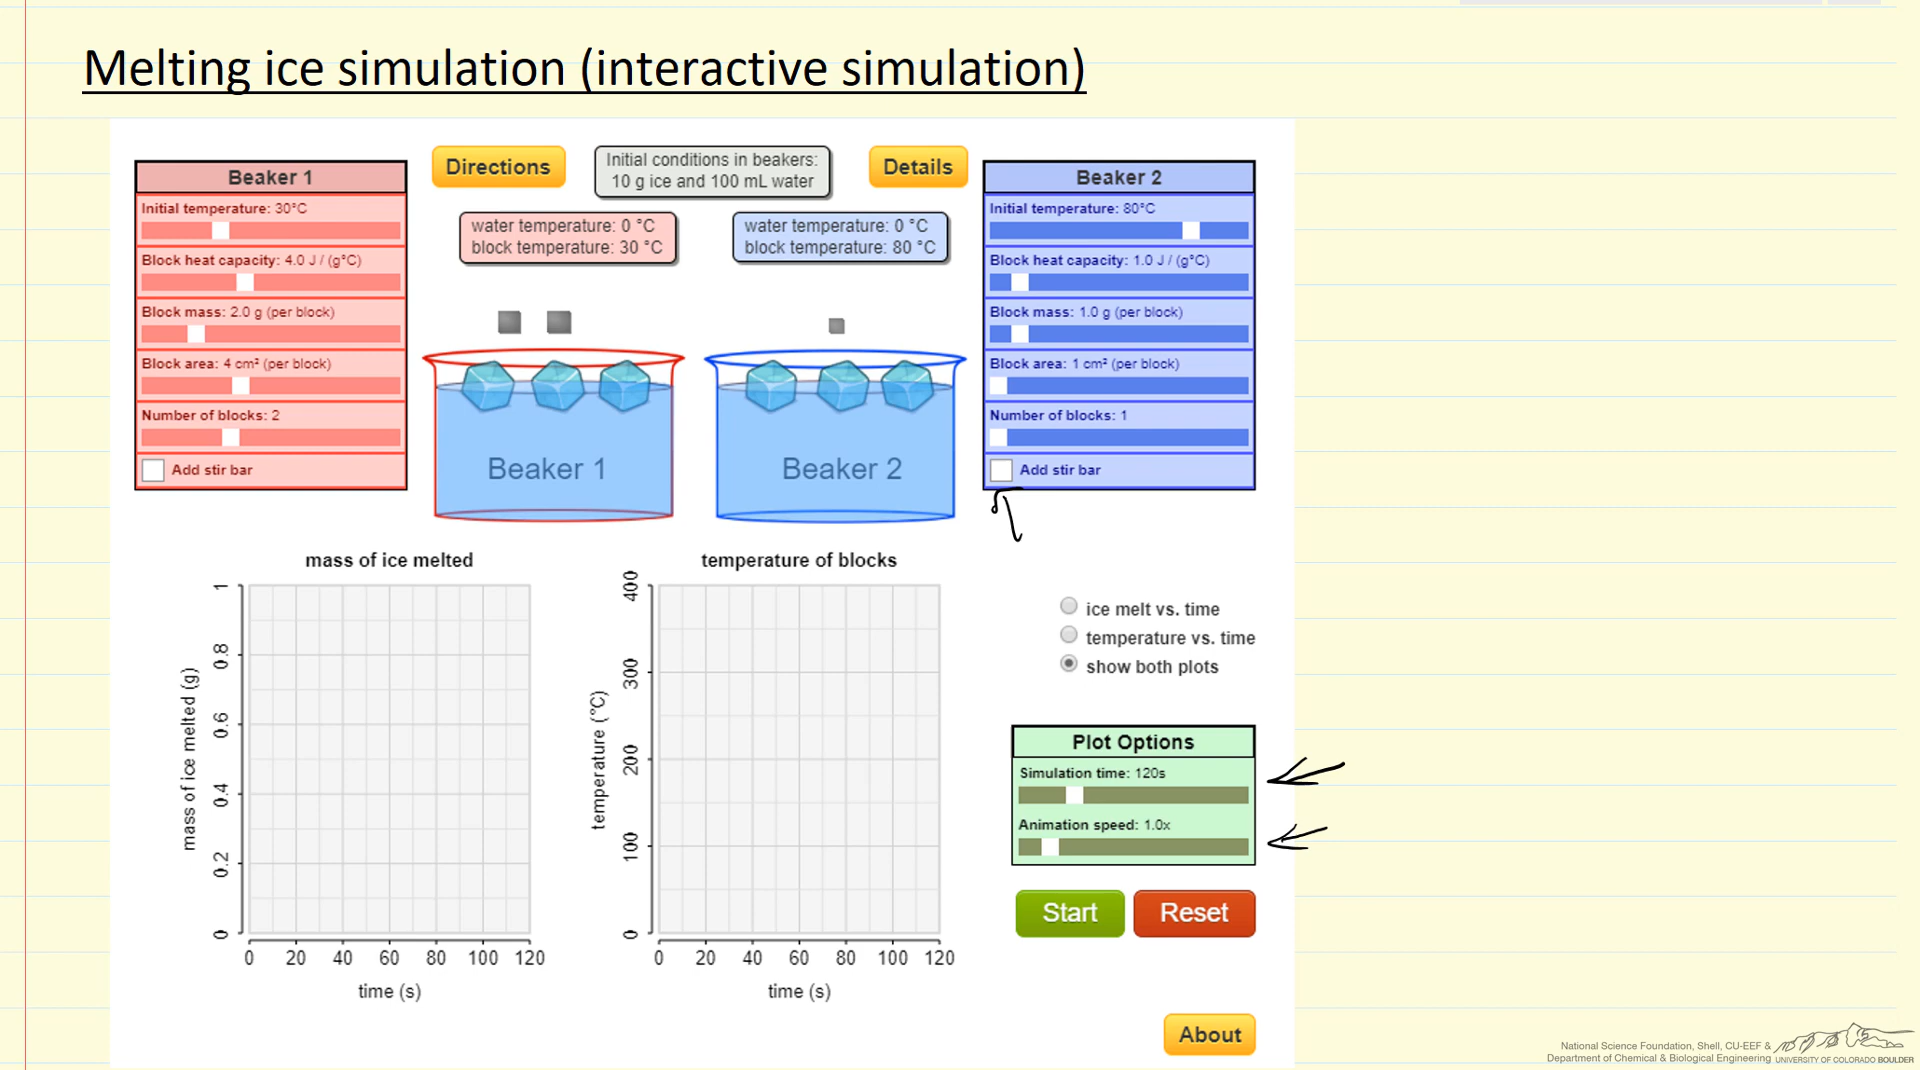 Melting ice simulation (interactive simulation)
Beaker 1
Initial temperature: 30°C
Block heat capacity: 4.0 J / (g°C)
Block mass: 2.0 g (per block)
Block area: 4 cm² (per block)
Number of blocks: 2
Add stir bar
Directions
Initial conditions in beakers:
10 g ice and 100 mL water
Details
water temperature: 0 °C
block temperature: 30 °C
water temperature: 0 °C
block temperature: 80 °C
Beaker 1
Beaker 2
Beaker 2
Initial temperature: 80°C
Block heat capacity: 1.0 J / (g°C)
Block mass: 1.0 g (per block)
Block area: 1 cm² (per block)
Number of blocks: 1
Add stir bar
mass of ice melted
mass of ice melted (g)
1
0.8
0.6
0.4
0.2
0
0 20 40 60 80 100 120
time (s)
temperature of blocks
temperature (°C)
400
300
200
100
0
0 20 40 60 80 100 120
time (s)
ice melt vs. time
temperature vs. time
show both plots
Plot Options
Simulation time: 120s
Animation speed: 1.0x
Start
Reset
About
National Science Foundation, Shell, CU-EEF &
Department of Chemical & Biological Engineering
UNIVERSITY OF COLORADO BOULDER